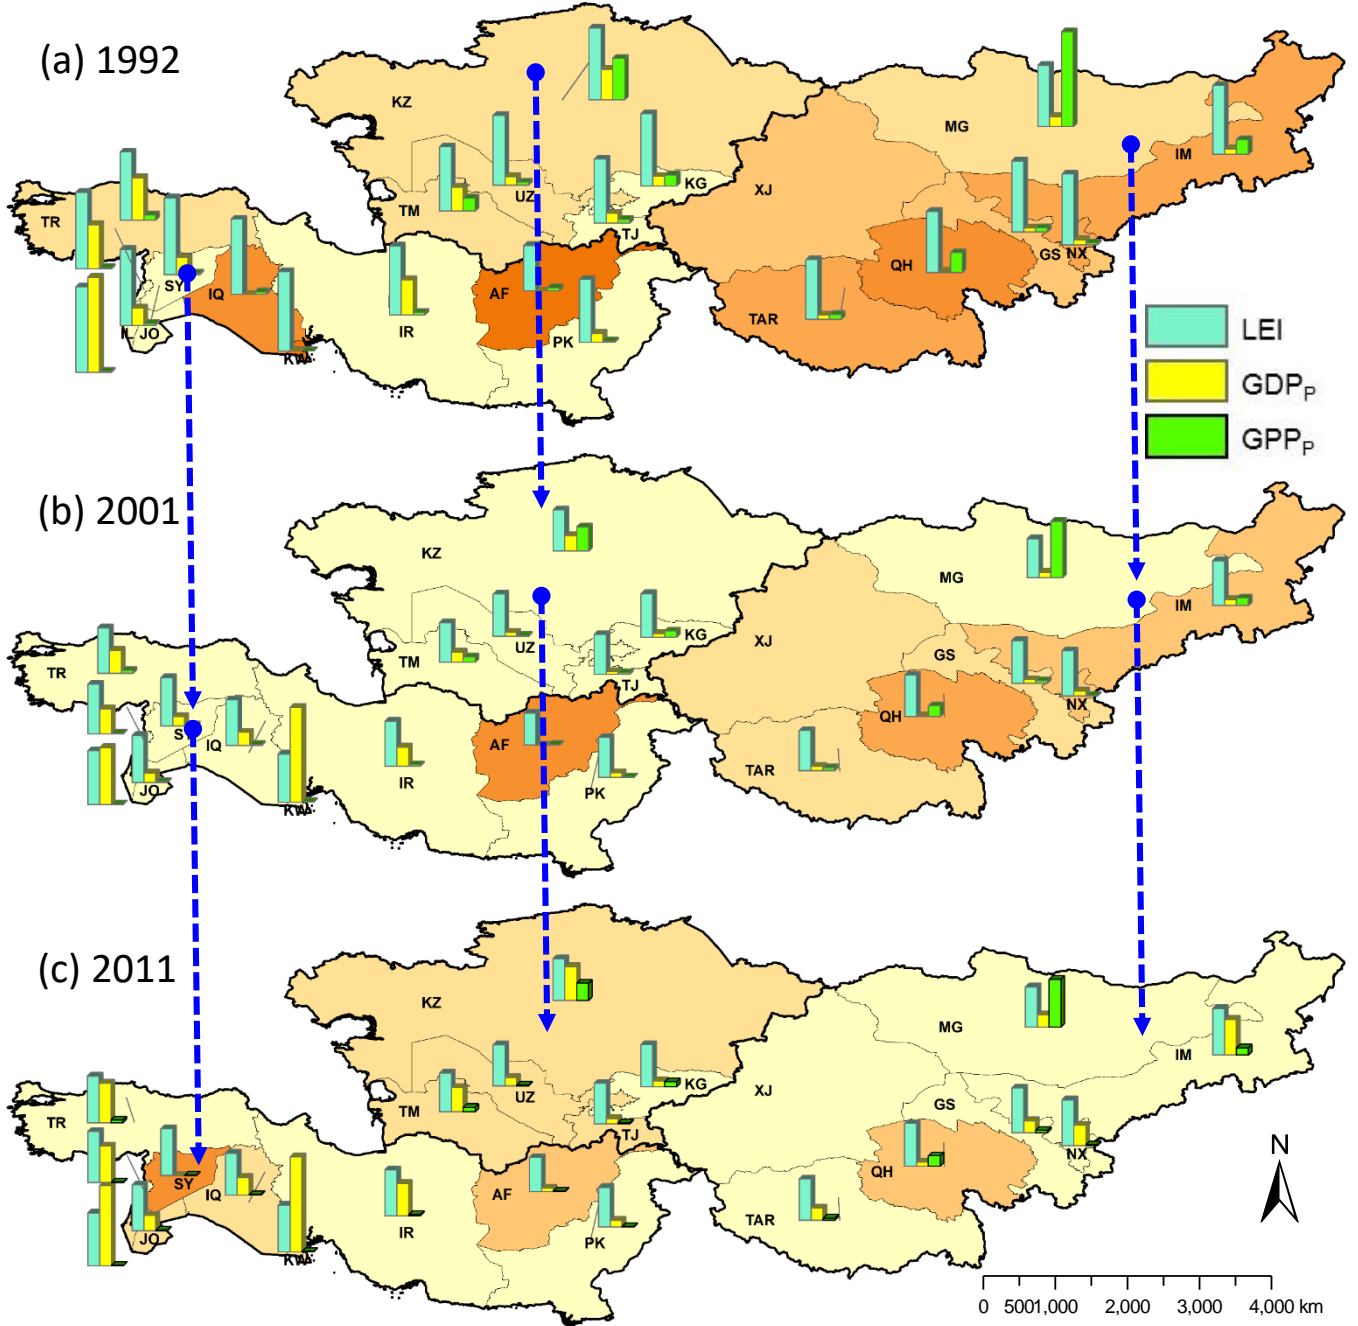 (a) 1992
KZ
MG
IM
XJ
KG
UZ
TM
TR
TJ
GS
NX
QH
SY
IQ
AF
IR
TAR
PK
IL
JO
KW
LEI
GDPP
GPPP
(b) 2001
KZ
MG
IM
XJ
KG
UZ
TM
GS
TR
TJ
NX
QH
IQ
AF
IR
TAR
JO
PK
KW
(c) 2011
KZ
MG
IM
XJ
KG
UZ
TM
GS
TR
TJ
NX
QH
SY
IQ
AF
IR
TAR
JO
PK
KW
N
0 5001,000 2,000 3,000 4,000 km